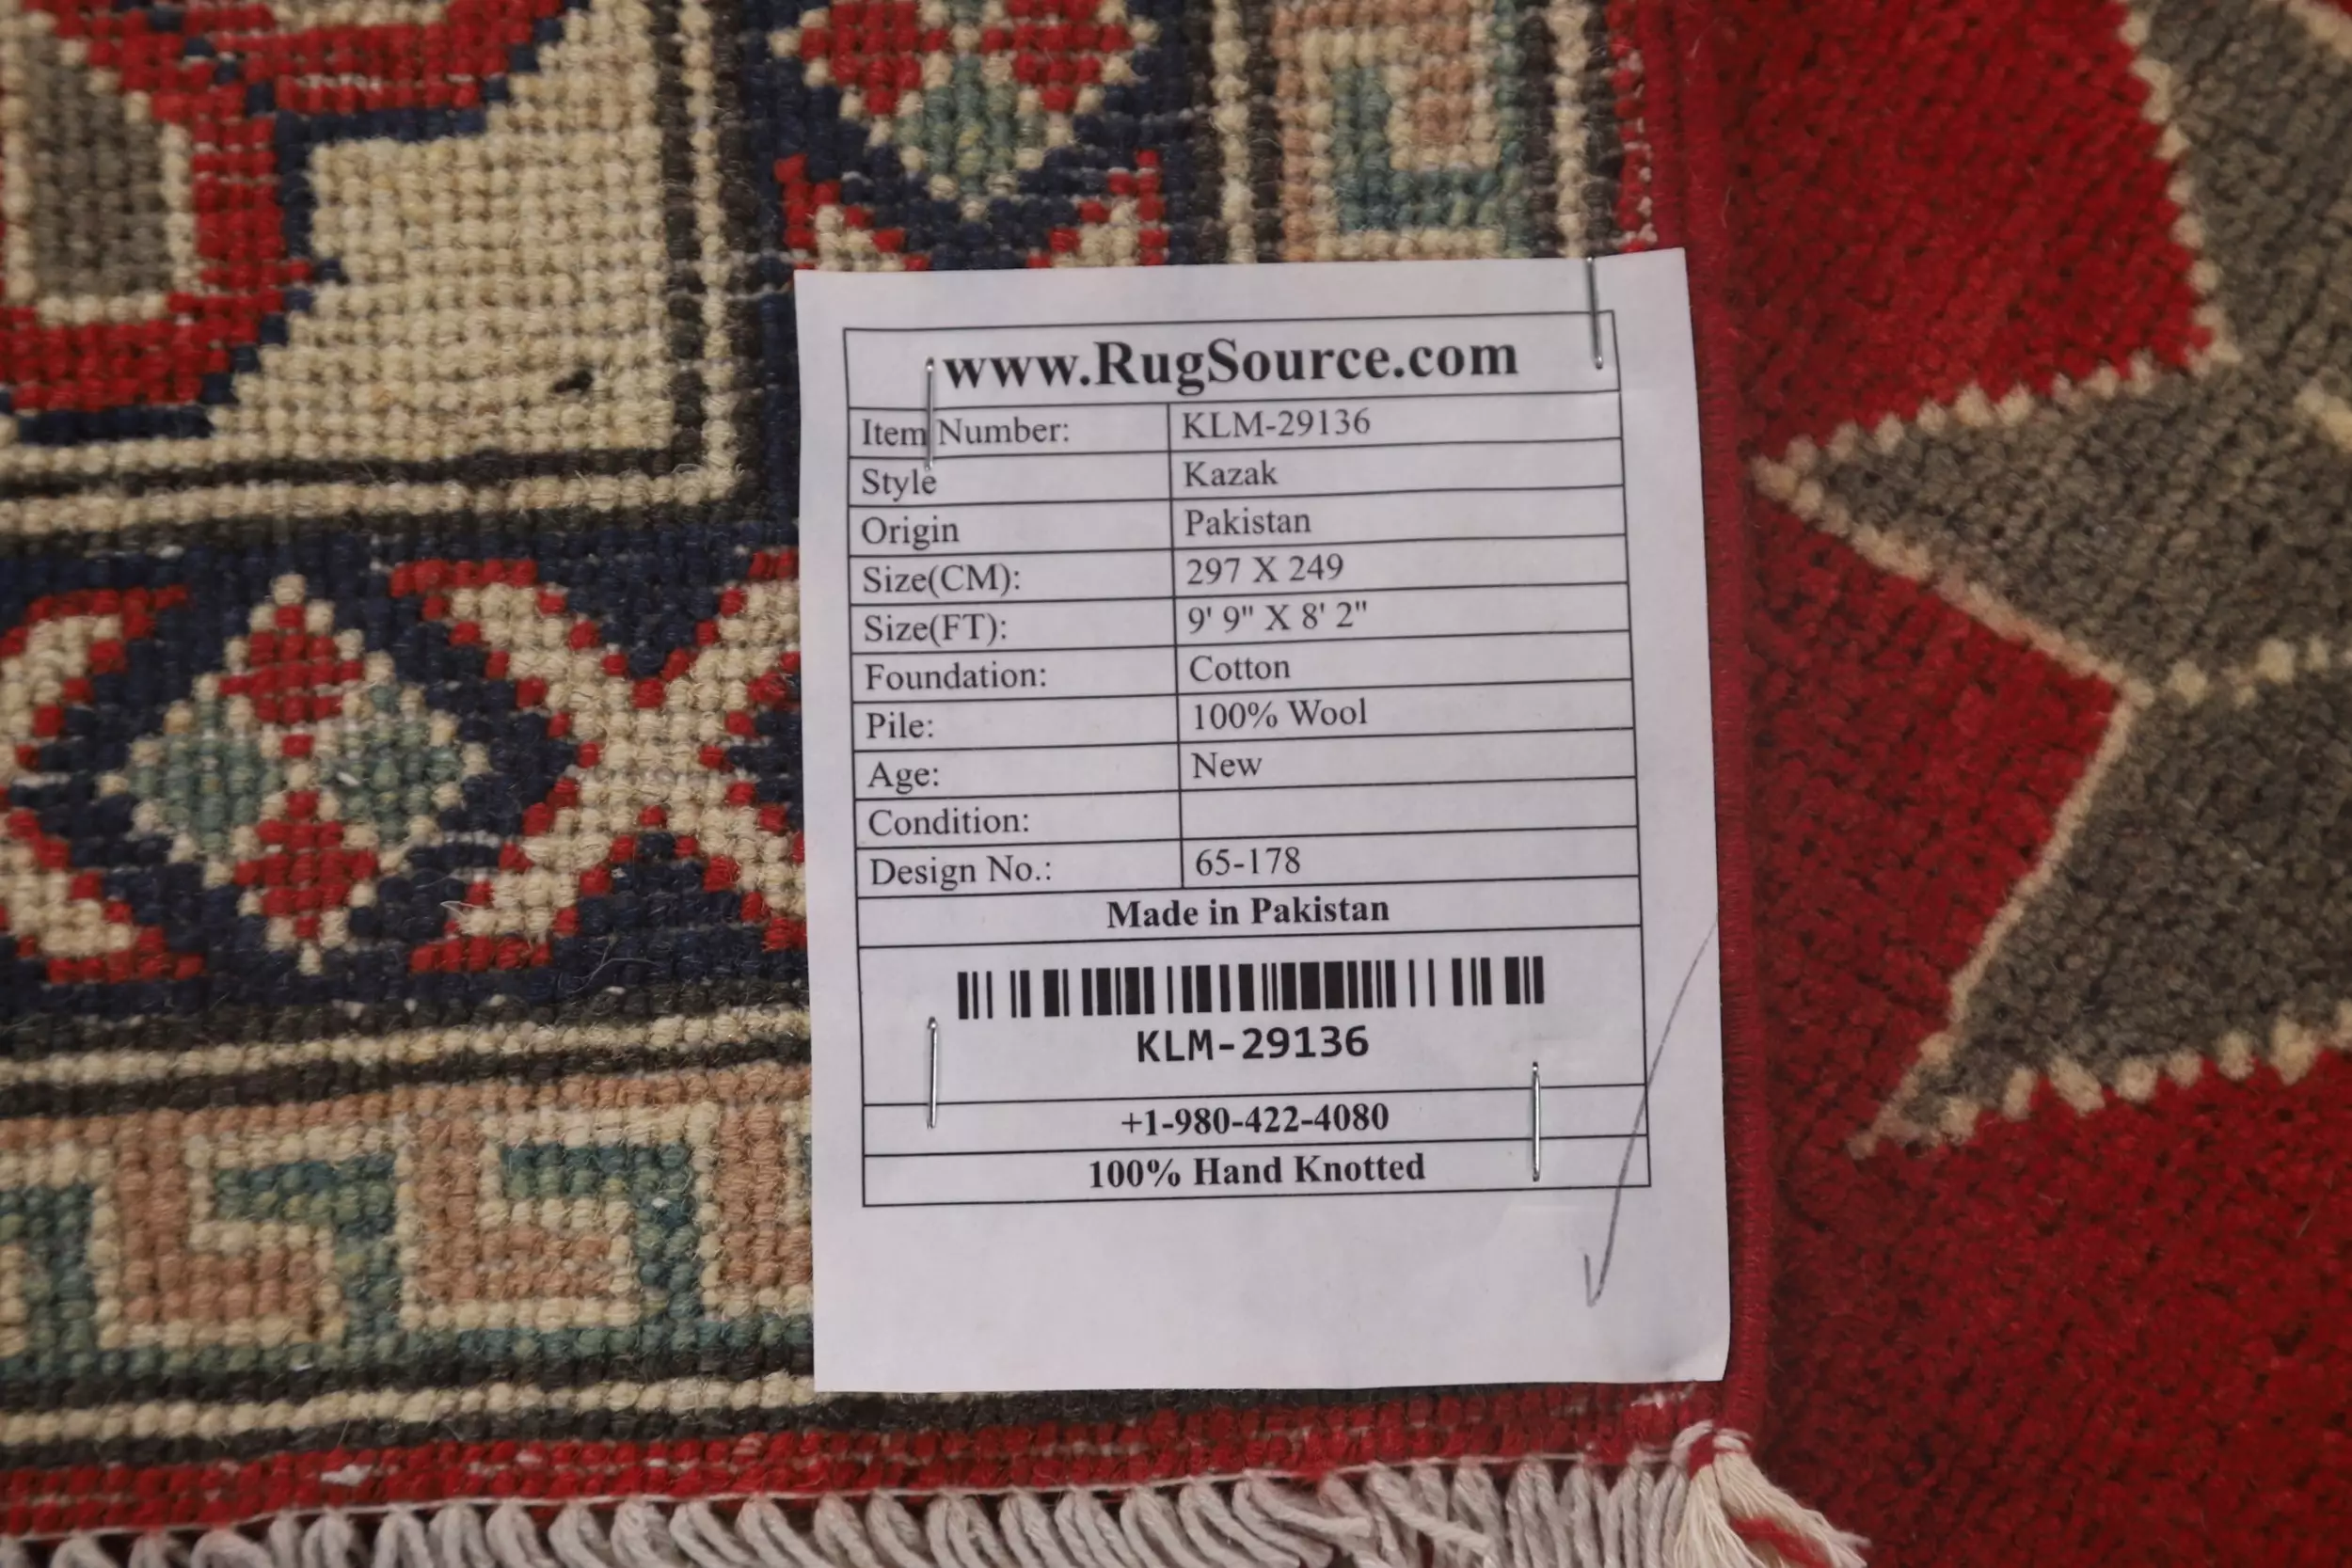 www.RugSource.com
Item Number: KLM-29136
Style Kazak
Origin Pakistan
Size(CM): 297 X 249
Size(FT): 9' 9" X 8' 2"
Foundation: Cotton
Pile: 100% Wool
Age: New
Condition:
Design No.: 65-178
Made in Pakistan
KLM-29136
+1-980-422-4080
100% Hand Knotted